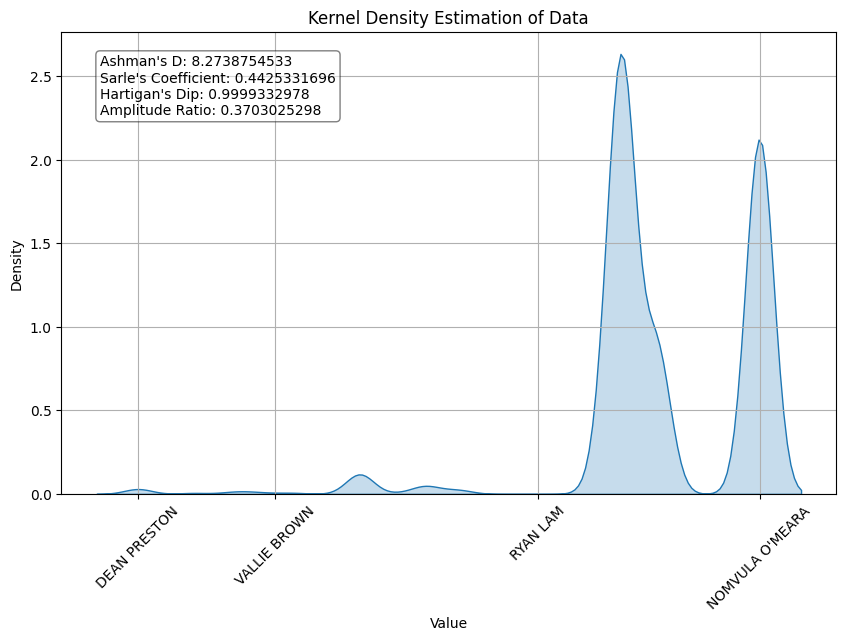 Kernel Density Estimation of Data
Ashman's D: 8.2738754533
Sarle's Coefficient: 0.4425331696
Hartigan's Dip: 0.9999332978
Amplitude Ratio: 0.3703025298
Density
2.5
2.0
1.5
1.0
0.5
0.0
DEAN PRESTON
VALLIE BROWN
RYAN LAM
NOMVULA O'MEARA
Value